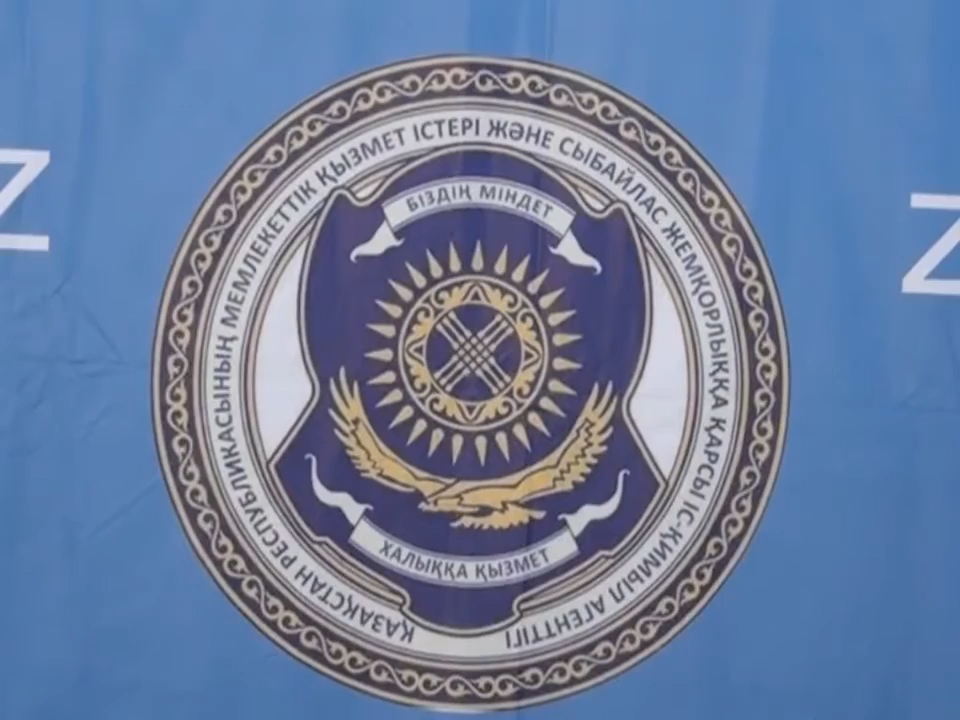 ҚАЗАҚСТАН РЕСПУБЛИКАСЫНЫҢ МЕМЛЕКЕТТІК ҚЫЗМЕТ ІСТЕРІ ЖӘНЕ СЫБАЙЛАС ЖЕМҚОРЛЫҚҚА ҚАРСЫ ІС-ҚИМЫЛ АГЕНТТІГІ
БІЗДІҢ МІНДЕТ
ХАЛЫҚҚА ҚЫЗМЕТ
Z
Z